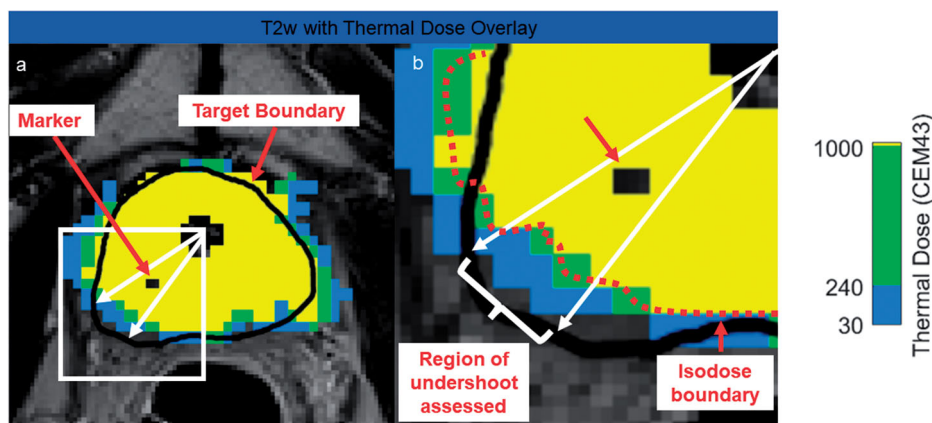 T2w with Thermal Dose Overlay
a
Marker
Target Boundary
b
Region of
undershoot
assessed
Isodose
boundary
1000
240
30
Thermal Dose (CEM43)